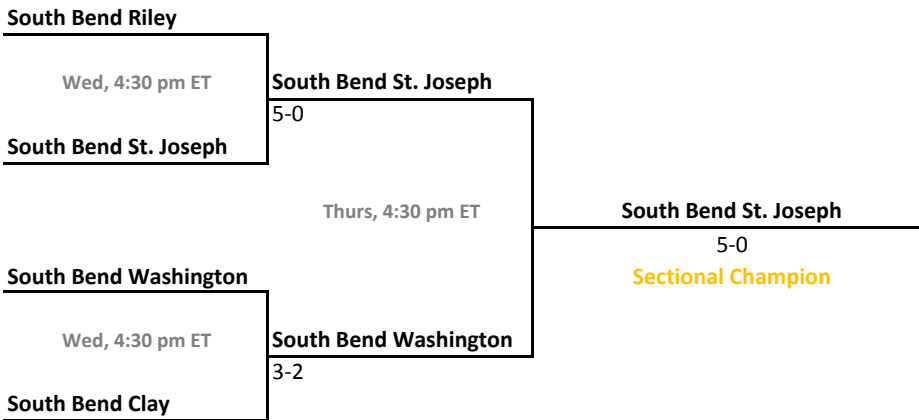 South Bend Riley
Wed, 4:30 pm ET
South Bend St. Joseph
5-0
South Bend St. Joseph
Thurs, 4:30 pm ET
South Bend St. Joseph
5-0
Sectional Champion
South Bend Washington
Wed, 4:30 pm ET
South Bend Washington
3-2
South Bend Clay